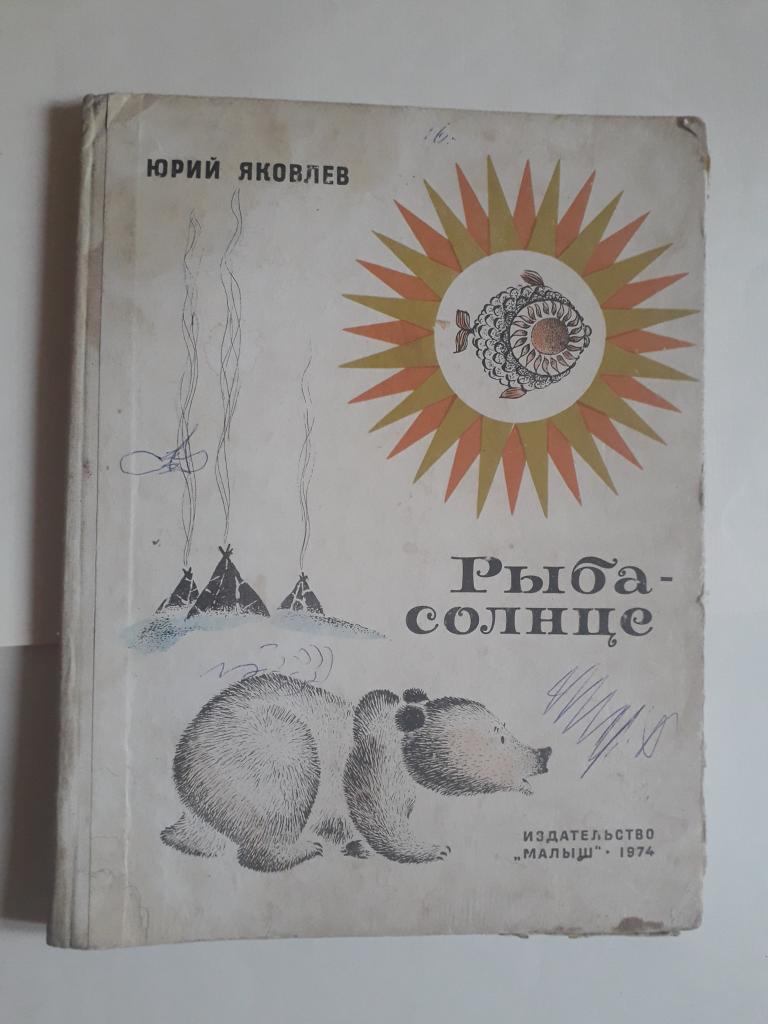 ЮРИЙ ЯКОВЛЕВ
Рыба-
солнце
ИЗДАТЕЛЬСТВО
„МАЛЫШ“ · 1974